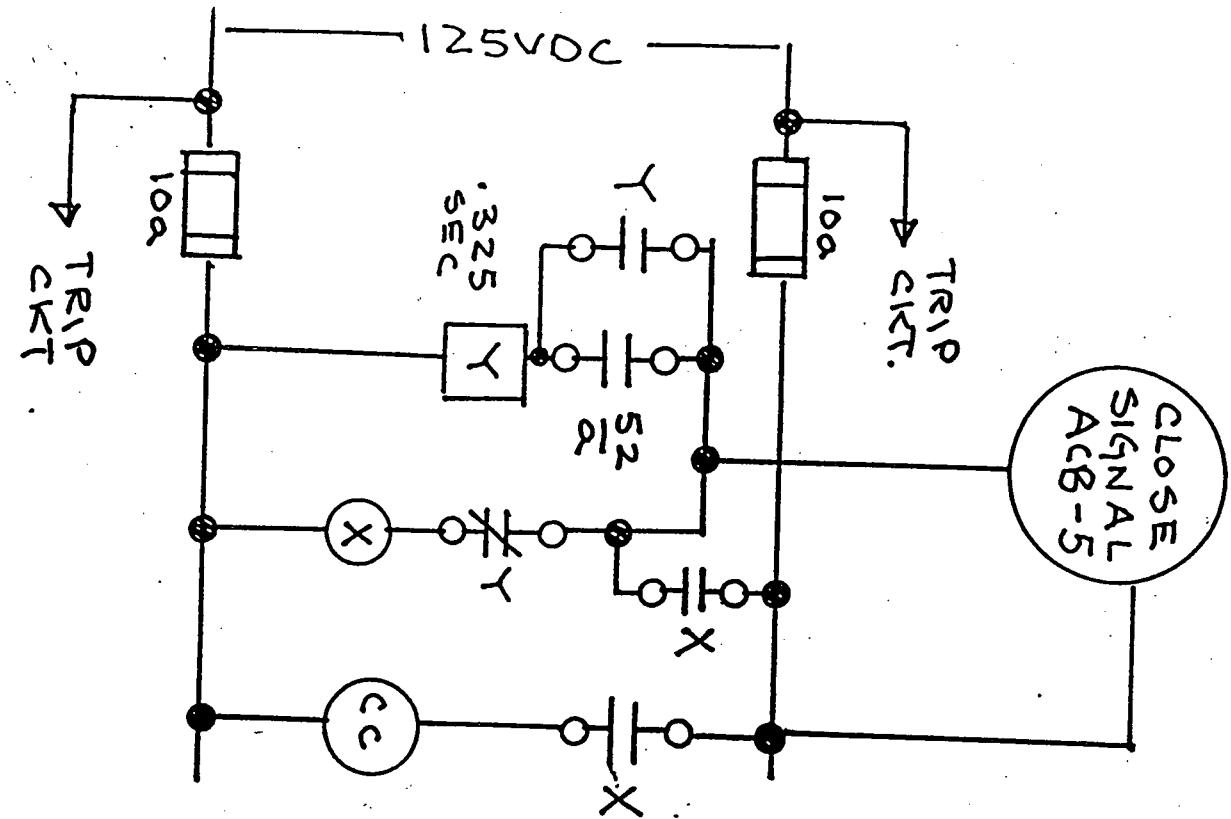 125VDC
TRIP
CKT.
10a
CLOSE
SIGNAL
ACB-5
Y
52
a
X
X
.325
SEC
Y
Y
X
CC
10a
TRIP
CKT